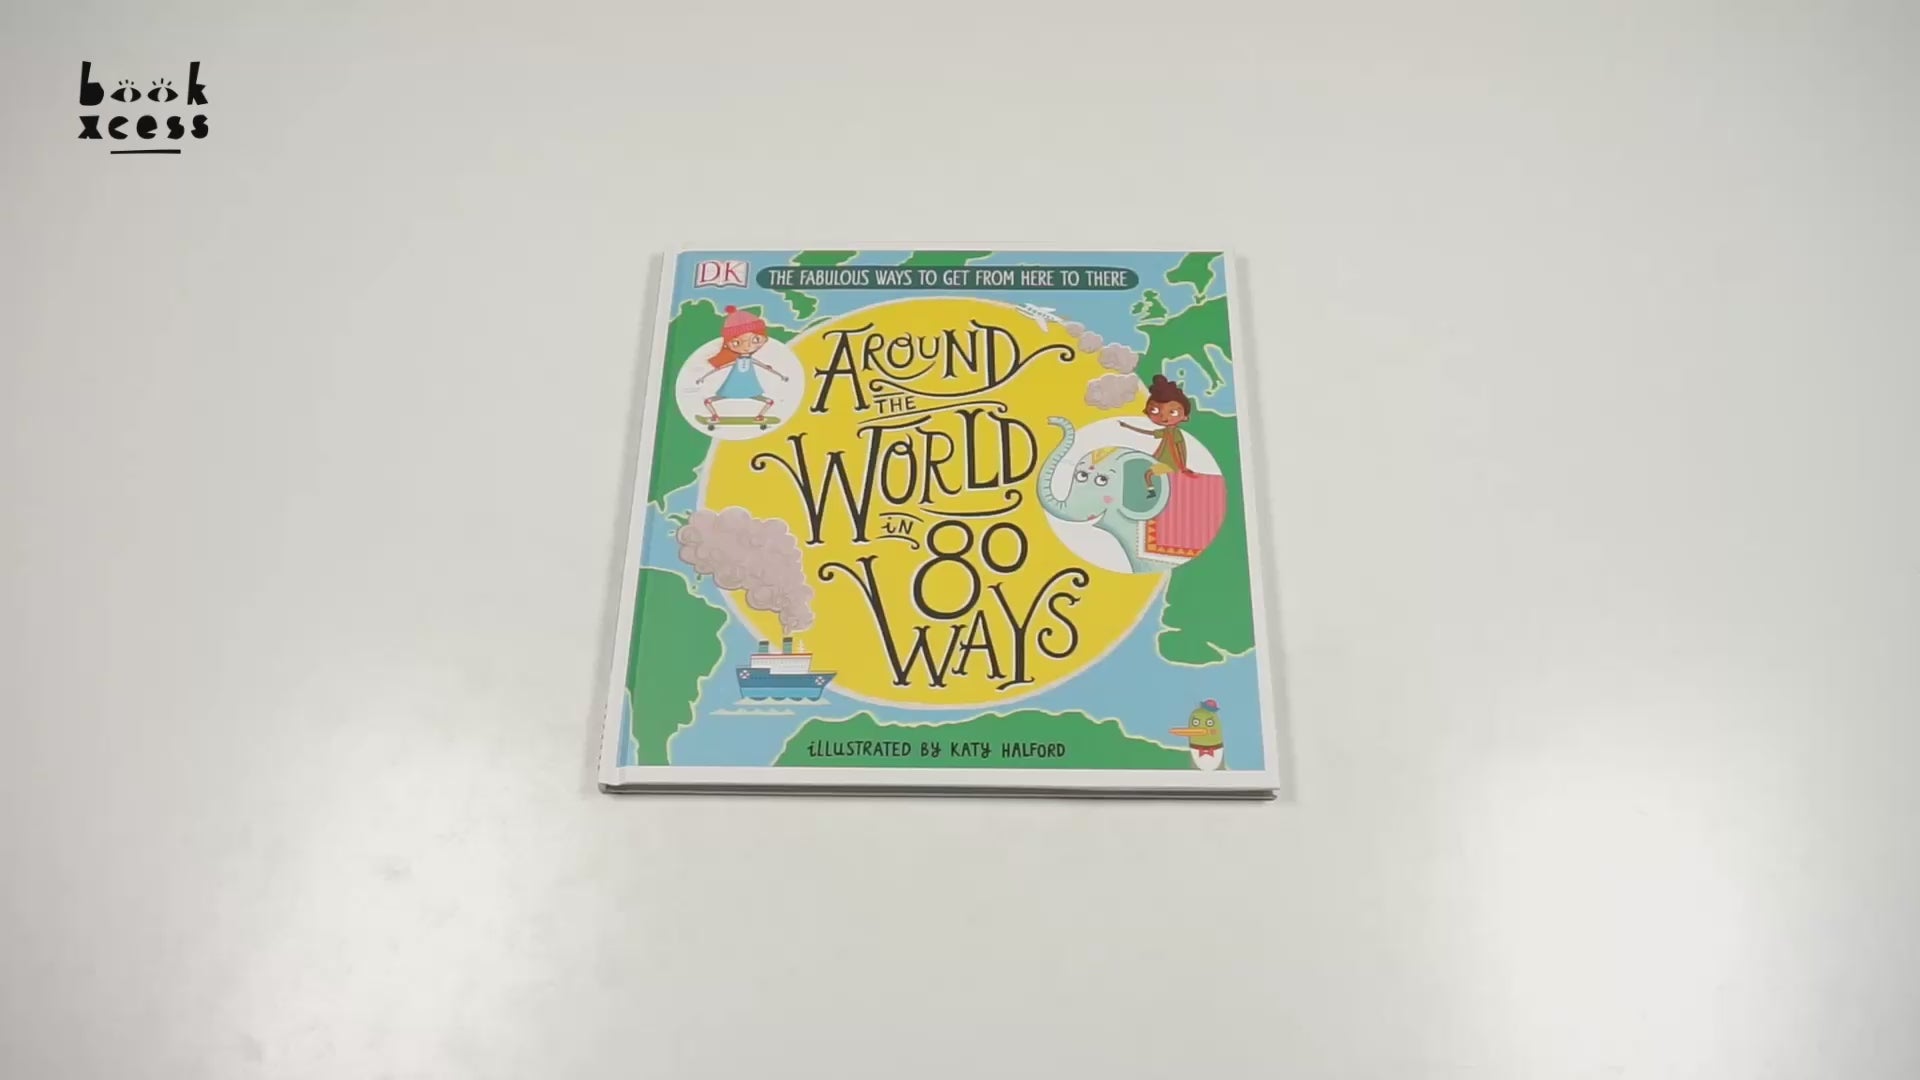 book
xcess
DK
THE FABULOUS WAYS TO GET FROM HERE TO THERE
AROUND
THE
WORLD
iN 80
WAYS
iLLUSTRATED BY KATY HALFORD